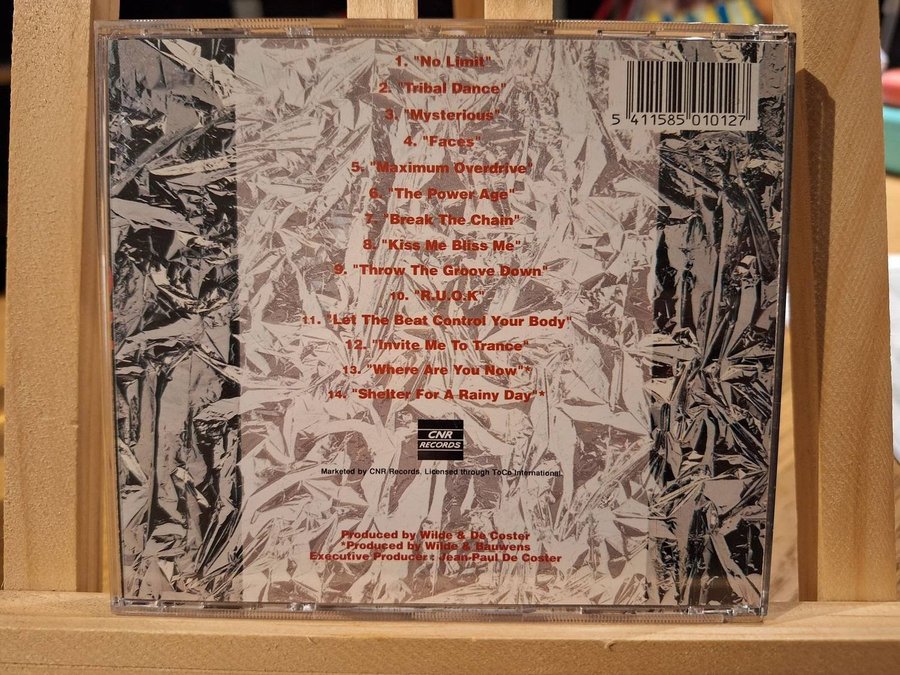 1. "No Limit"
2. "Tribal Dance"
3. "Mysterious"
4. "Faces"
5. "Maximum Overdrive"
6. "The Power Age"
7. "Break The Chain"
8. "Kiss Me Bliss Me"
9. "Throw The Groove Down"
10. "R.U.O.K"
11. "Let The Beat Control Your Body"
12. "Invite Me To Trance"
13. "Where Are You Now"*
14. "Shelter For A Rainy Day"*
5 411585 010127
CNR
RECORDS
Marketed by CNR Records, Licensed through ToCo International
Produced by Wilde & De Coster
*Produced by Wilde & Bauwens
Executive Producer : Jean-Paul De Coster